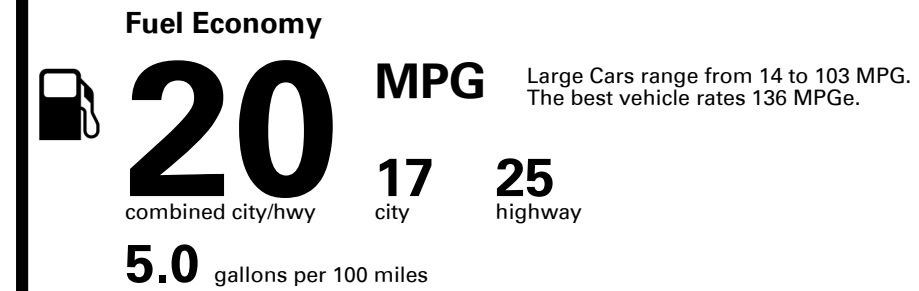 Fuel Economy
20 MPG
Large Cars range from 14 to 103 MPG.
The best vehicle rates 136 MPGe.
combined city/hwy
17
city
25
highway
5.0 gallons per 100 miles